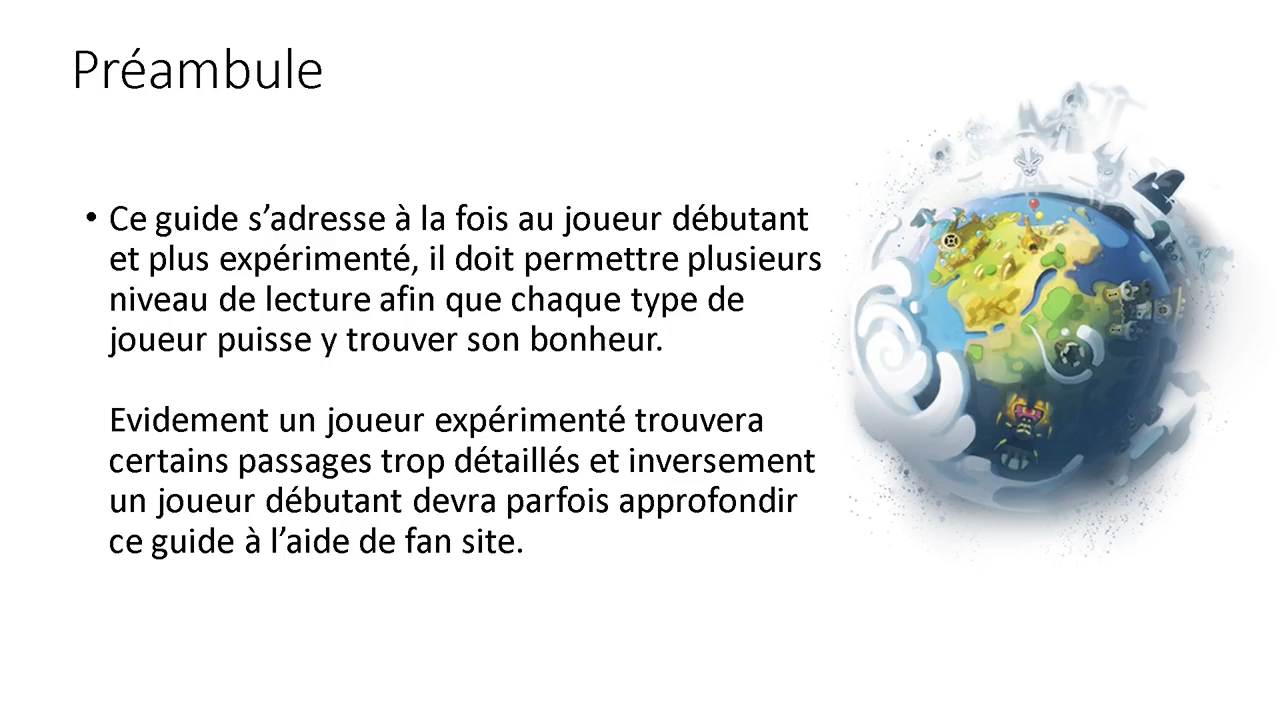 Préambule
• Ce guide s’adresse à la fois au joueur débutant
et plus expérimenté, il doit permettre plusieurs
niveau de lecture afin que chaque type de
joueur puisse y trouver son bonheur.
Evidement un joueur expérimenté trouvera
certains passages trop détaillés et inversement
un joueur débutant devra parfois approfondir
ce guide à l’aide de fan site.